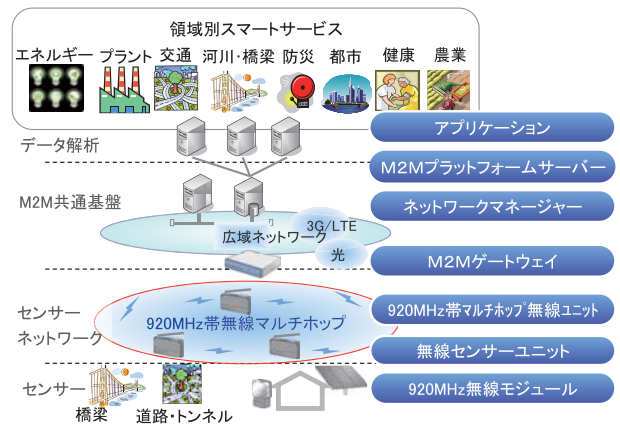 領域別スマートサービス
エネルギー プラント 交通 河川・橋梁 防災 都市 健康 農業
アプリケーション
データ解析
M2Mプラットフォームサーバー
M2M共通基盤
ネットワークマネージャー
3G/LTE
広域ネットワーク
光
M2Mゲートウェイ
センサー
ネットワーク
920MHz帯無線マルチホップ
920MHz帯マルチホップ無線ユニット
無線センサーユニット
センサー
920MHz無線モジュール
橋梁
道路・トンネル